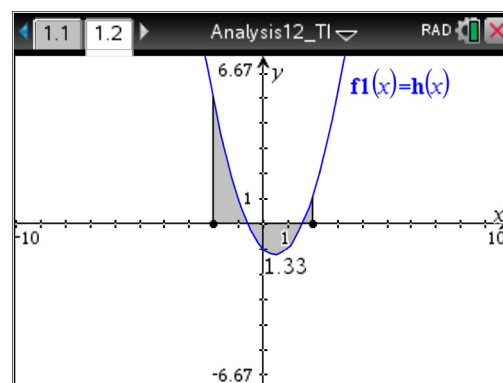 1.1 1.2 Analysis12_TI RAD
6.67 y
f1(x)=h(x)
1
x
-10 1 10
1.33
-6.67